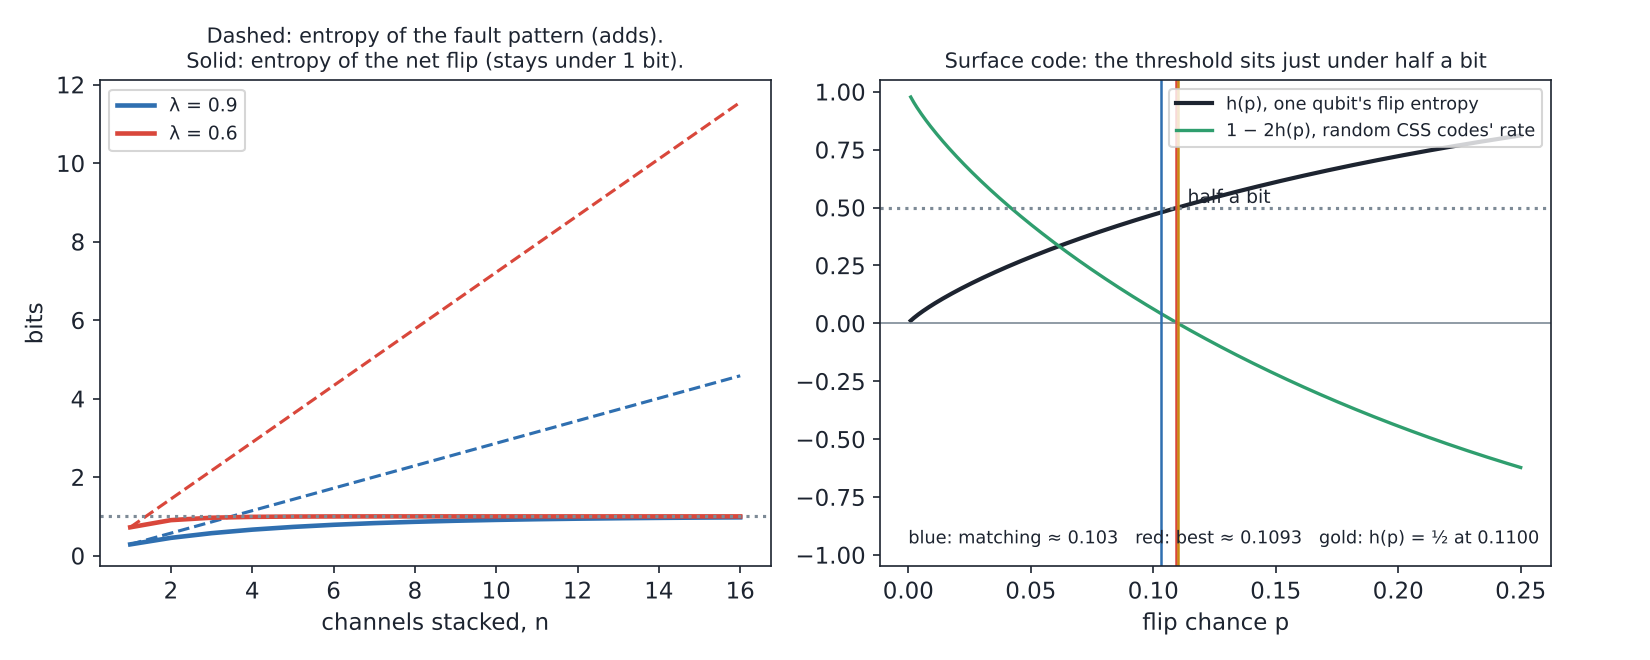 Dashed: entropy of the fault pattern (adds).
Solid: entropy of the net flip (stays under 1 bit).
12
10
8
6
4
2
0
bits
λ = 0.9
λ = 0.6
2
4
6
8
10
12
14
16
channels stacked, n
Surface code: the threshold sits just under half a bit
1.00
0.75
0.50
0.25
0.00
−0.25
−0.50
−0.75
−1.00
h(p), one qubit's flip entropy
1 − 2h(p), random CSS codes' rate
half a bit
blue: matching ≈ 0.103 red: best ≈ 0.1093 gold: h(p) = ½ at 0.1100
0.00
0.05
0.10
0.15
0.20
0.25
flip chance p